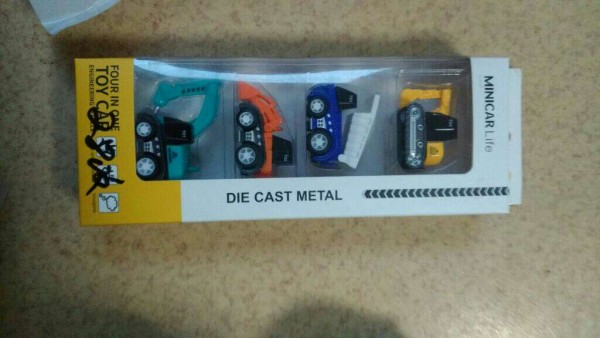 FOUR IN ONE
TOY CAR
ENGINEERING
DIE CAST METAL
MINICAR Life